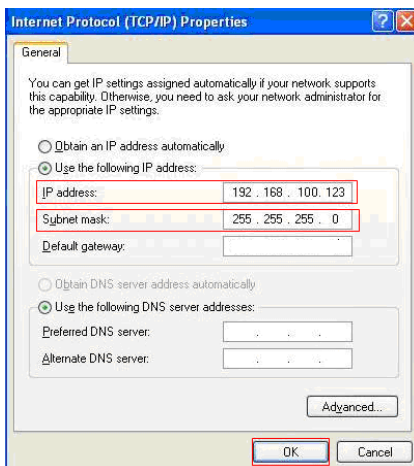 Internet Protocol (TCP/IP) Properties
General
You can get IP settings assigned automatically if your network supports
this capability. Otherwise, you need to ask your network administrator for
the appropriate IP settings.
Obtain an IP address automatically
Use the following IP address:
IP address: 192 . 168 . 100 . 123
Subnet mask: 255 . 255 . 255 . 0
Default gateway:
Obtain DNS server address automatically
Use the following DNS server addresses:
Preferred DNS server: . . .
Alternate DNS server: . . .
Advanced...
OK Cancel